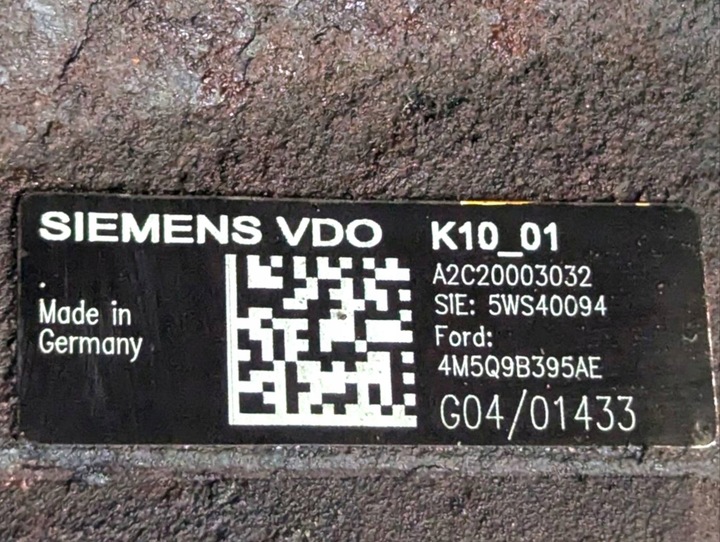 SIEMENS VDO
K10_01
A2C20003032
SIE: 5WS40094
Made in
Germany
Ford:
4M5Q9B395AE
G04/01433